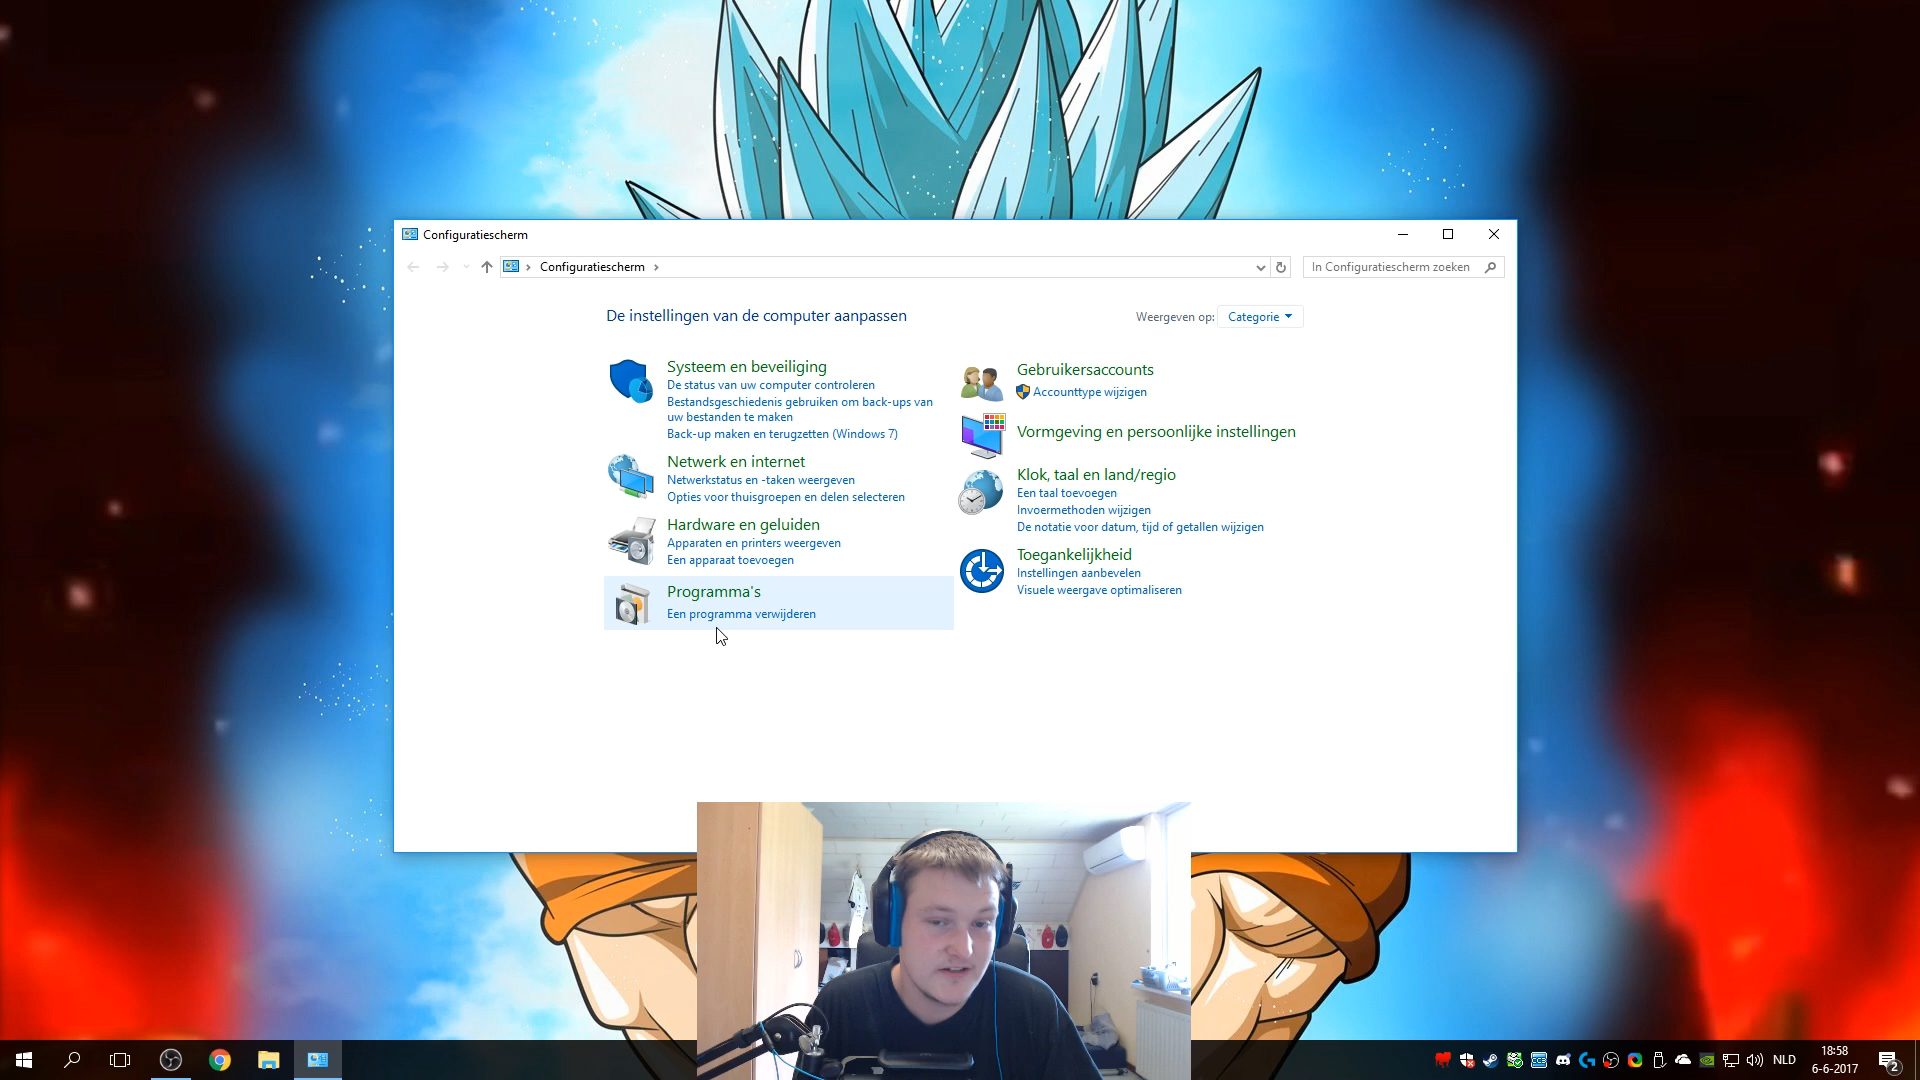 Configuratiescherm
Configuratiescherm
In Configuratiescherm zoeken
De instellingen van de computer aanpassen
Weergeven op: Categorie
Systeem en beveiliging
De status van uw computer controleren
Bestandsgeschiedenis gebruiken om back-ups van
uw bestanden te maken
Back-up maken en terugzetten (Windows 7)
Netwerk en internet
Netwerkstatus en -taken weergeven
Opties voor thuisgroepen en delen selecteren
Hardware en geluiden
Apparaten en printers weergeven
Een apparaat toevoegen
Programma's
Een programma verwijderen
Gebruikersaccounts
Accounttype wijzigen
Vormgeving en persoonlijke instellingen
Klok, taal en land/regio
Een taal toevoegen
Invoermethoden wijzigen
De notatie voor datum, tijd of getallen wijzigen
Toegankelijkheid
Instellingen aanbevelen
Visuele weergave optimaliseren
NLD
18:58
6-6-2017
2